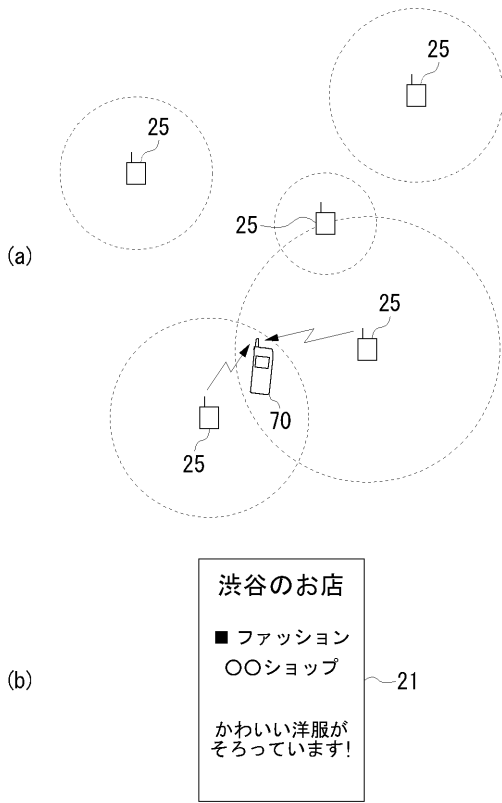 25
25
25
(a)
25
70
25
渋谷のお店
■ ファッション
○○ショップ
(b)
21
かわいい洋服が
そろっています!